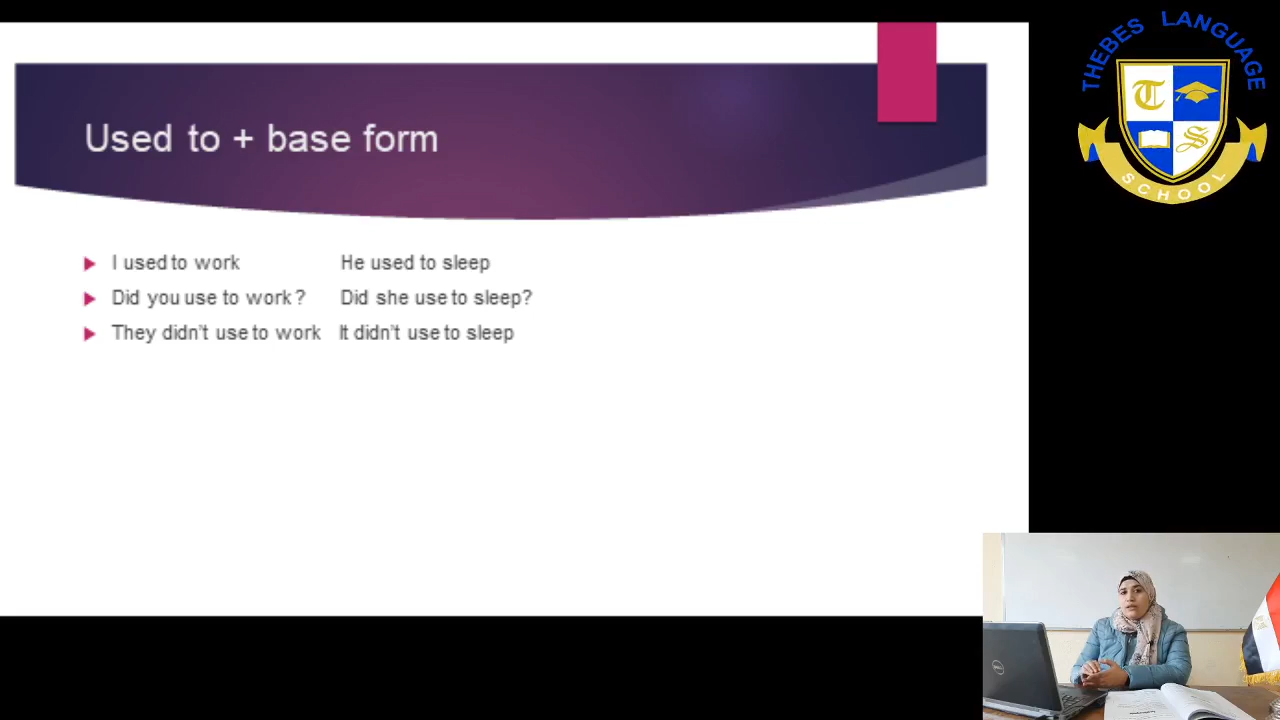 THEBES LANGUAGE
T
S
SCHOOL
Used to + base form
I used to work He used to sleep
Did you use to work? Did she use to sleep?
They didn't use to work It didn't use to sleep